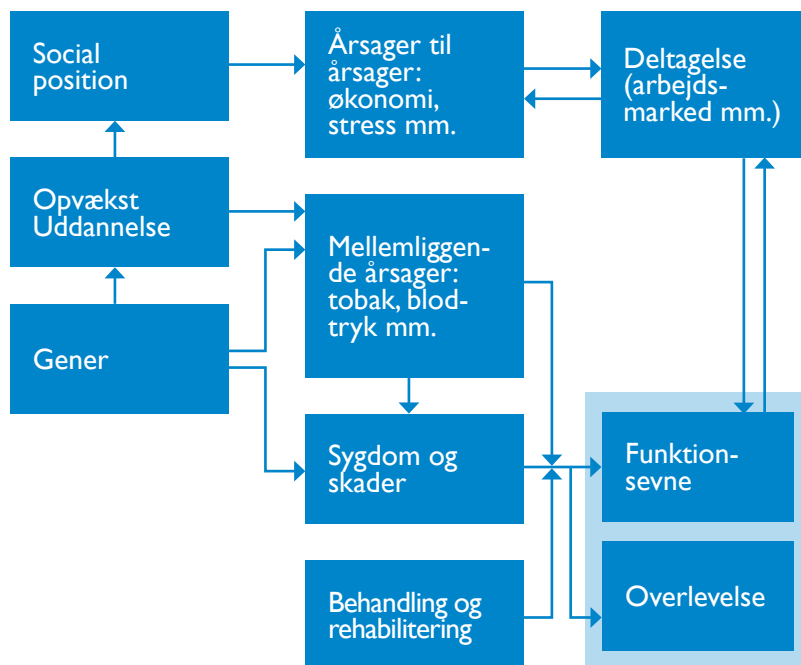 Social
position
Årsager til
årsager:
økonomi,
stress mm.
Deltagelse
(arbejds-
marked mm.)
Opvækst
Uddannelse
Mellemliggen-
de årsager:
tobak, blod-
tryk mm.
Gener
Sygdom og
skader
Funktion-
sevne
Behandling og
rehabilitering
Overlevelse